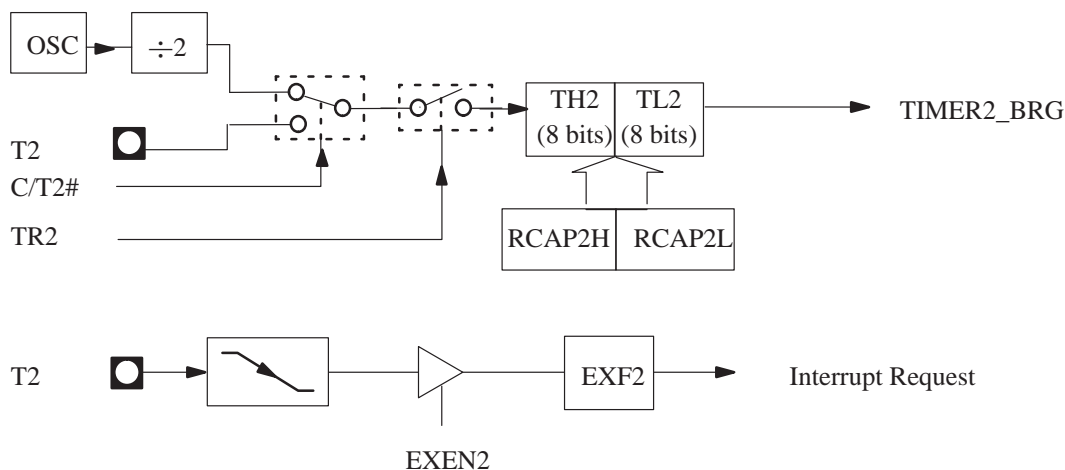 OSC
÷2
TH2
(8 bits)
TL2
(8 bits)
TIMER2_BRG
T2
C/T2#
TR2
RCAP2H
RCAP2L
T2
EXF2
Interrupt Request
EXEN2